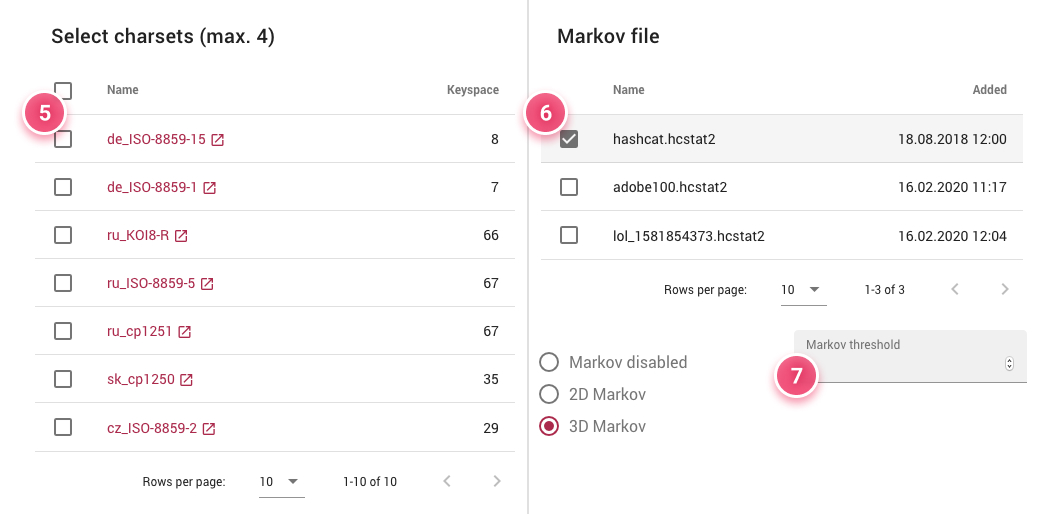 Select charsets (max. 4)
Name Keyspace
5
de_ISO-8859-15 8
de_ISO-8859-1 7
ru_KOI8-R 66
ru_ISO-8859-5 67
ru_cp1251 67
sk_cp1250 35
cz_ISO-8859-2 29
Rows per page: 10 1-10 of 10
Markov file
Name Added
6
hashcat.hcstat2 18.08.2018 12:00
adobe100.hcstat2 16.02.2020 11:17
lol_1581854373.hcstat2 16.02.2020 12:04
Rows per page: 10 1-3 of 3
Markov disabled
2D Markov
3D Markov
Markov threshold
7